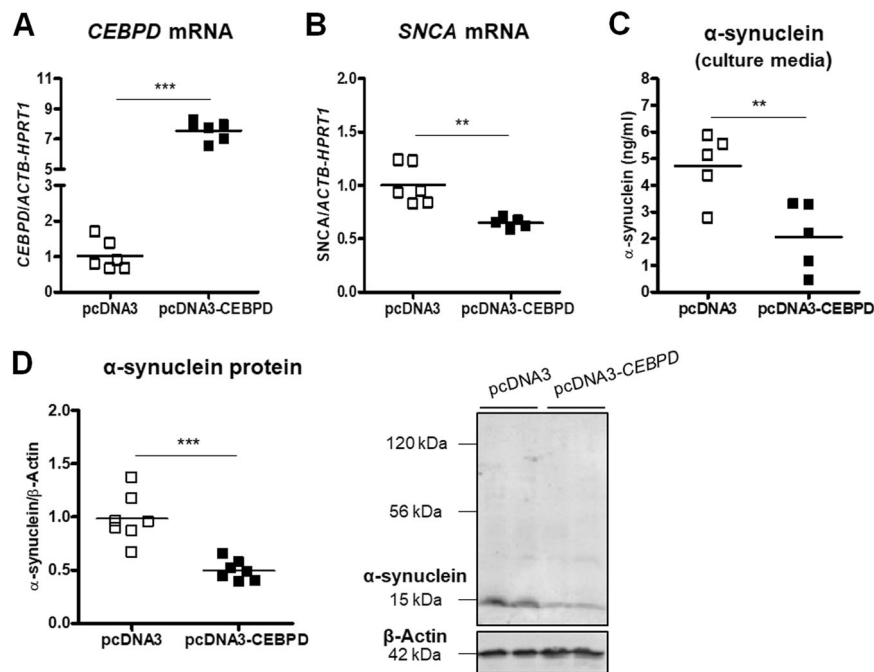 A
CEBPD mRNA
CEBPD/ACTB-HPRT1
11
9
7
5
3
2
1
0
***
pcDNA3
pcDNA3-CEBPD
B
SNCA mRNA
SNCA/ACTB-HPRT1
2.0
1.5
1.0
0.5
0.0
**
pcDNA3
pcDNA3-CEBPD
C
α-synuclein
(culture media)
α-synuclein (ng/ml)
8
7
6
5
4
3
2
1
0
**
pcDNA3
pcDNA3-CEBPD
D
α-synuclein protein
α-synuclein/β-Actin
2.0
1.5
1.0
0.5
0.0
***
pcDNA3
pcDNA3-CEBPD
pcDNA3
pcDNA3-CEBPD
120 kDa
56 kDa
α-synuclein
15 kDa
β-Actin
42 kDa